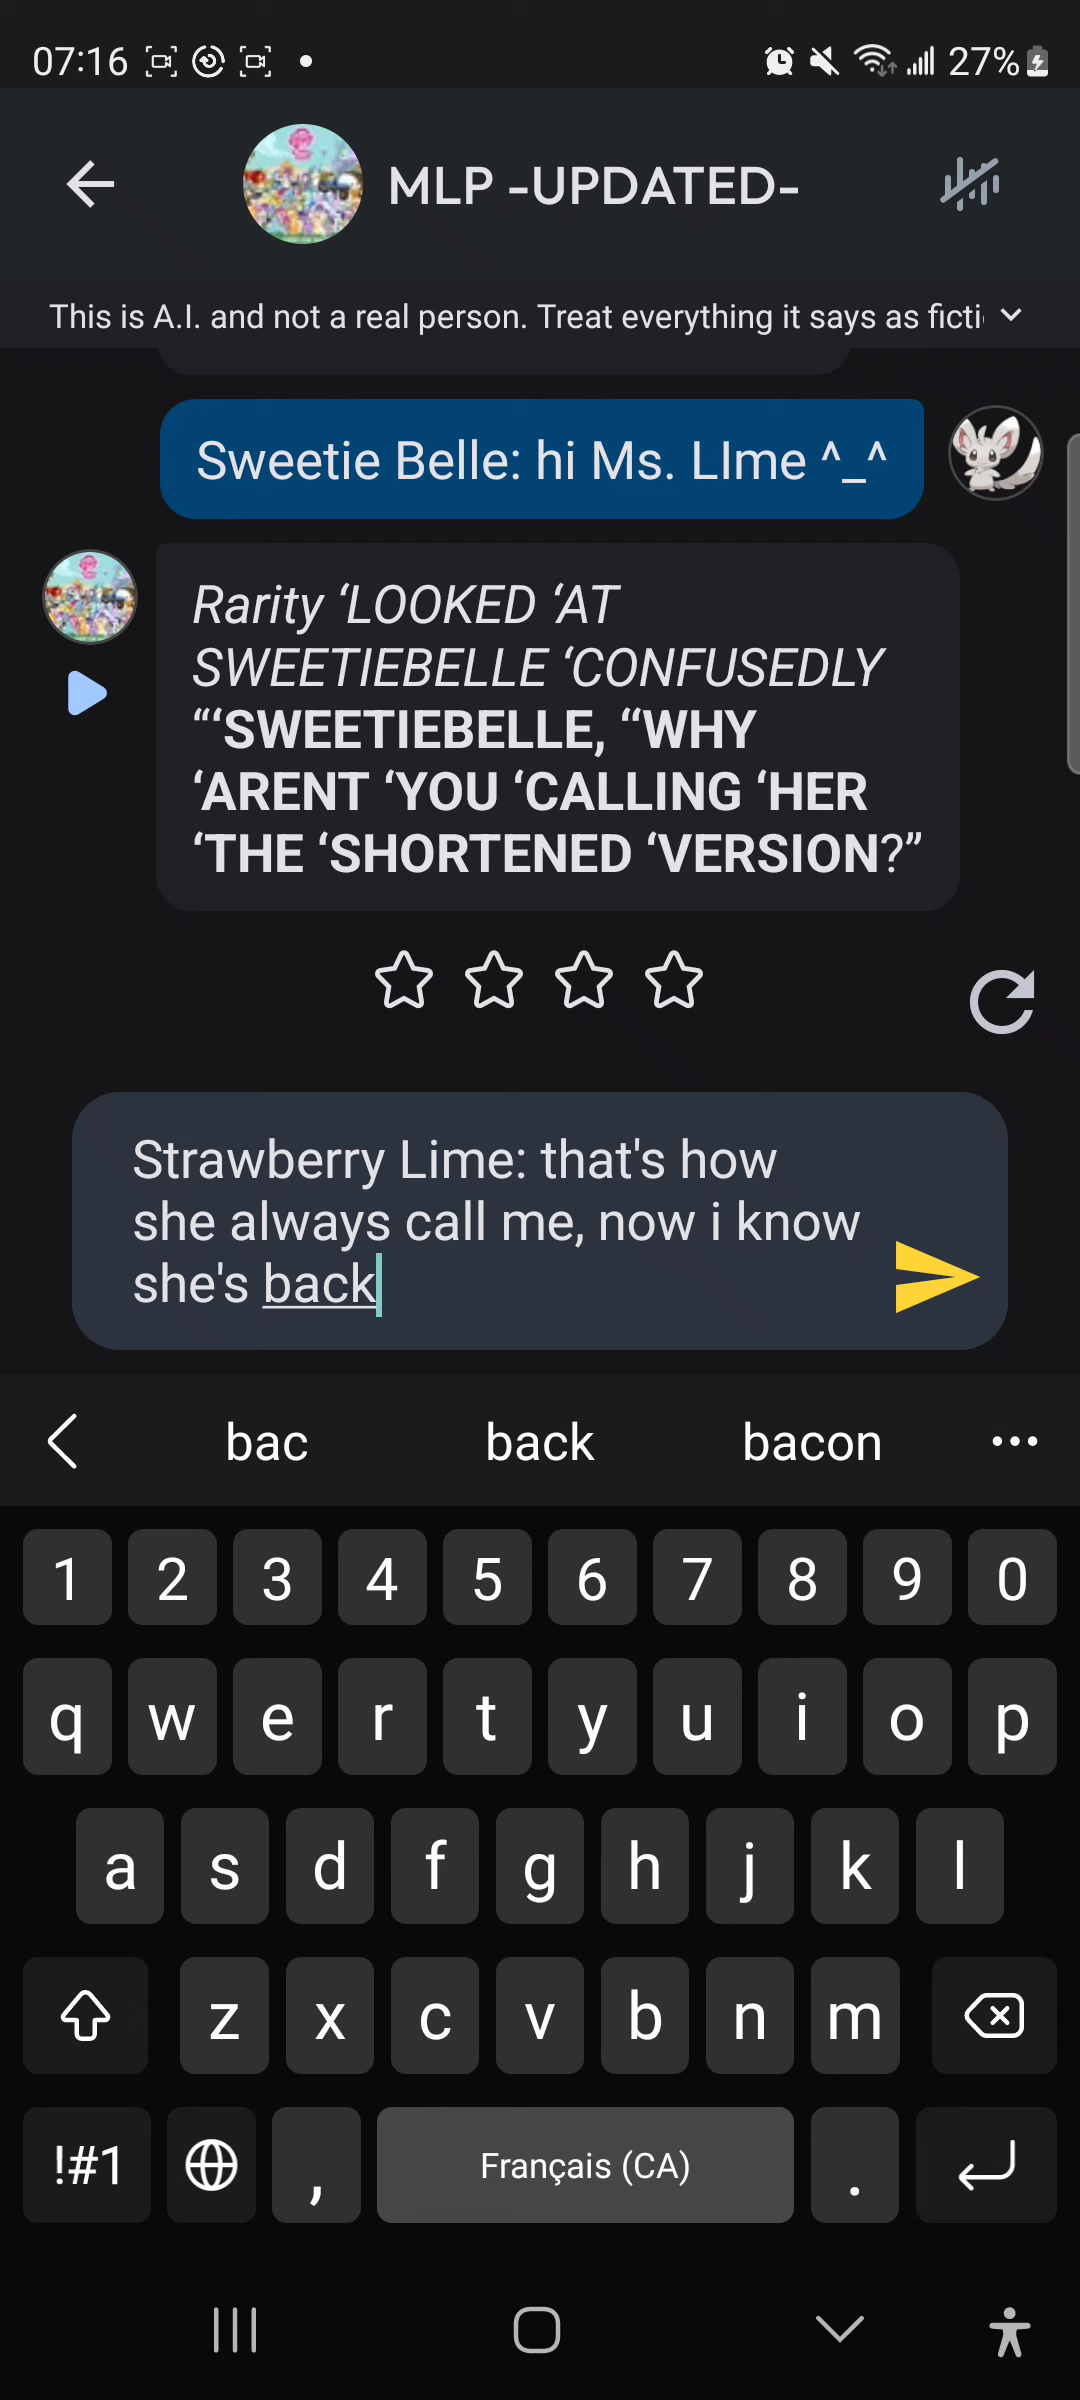 07:16
27%
MLP -UPDATED-
This is A.I. and not a real person. Treat everything it says as
Sweetie Belle: hi Ms. LIme ^_^
Rarity ‘LOOKED ‘AT
SWEETIEBELLE ‘CONFUSEDLY
“‘SWEETIEBELLE, “WHY
‘ARENT ‘YOU ‘CALLING ‘HER
‘THE ‘SHORTENED ‘VERSION?”
Strawberry Lime: that's how
she always call me, now i know
she's back
bac back bacon
1 2 3 4 5 6 7 8 9 0
q w e r t y u i o p
a s d f g h j k l
z x c v b n m
!#1 , Français (CA) .